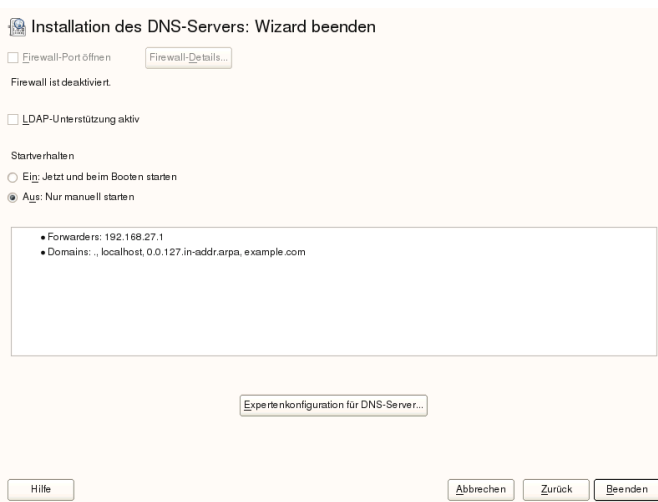 Installation des DNS-Servers: Wizard beenden
Firewall-Port öffnen Firewall-Details...
Firewall ist deaktiviert.
LDAP-Unterstützung aktiv
Startverhalten
Ein: Jetzt und beim Booten starten
Aus: Nur manuell starten
• Forwarders: 192.168.27.1
• Domains: ., localhost, 0.0.127.in-addr.arpa, example.com
Expertenkonfiguration für DNS-Server...
Hilfe Abbrechen Zurück Beenden